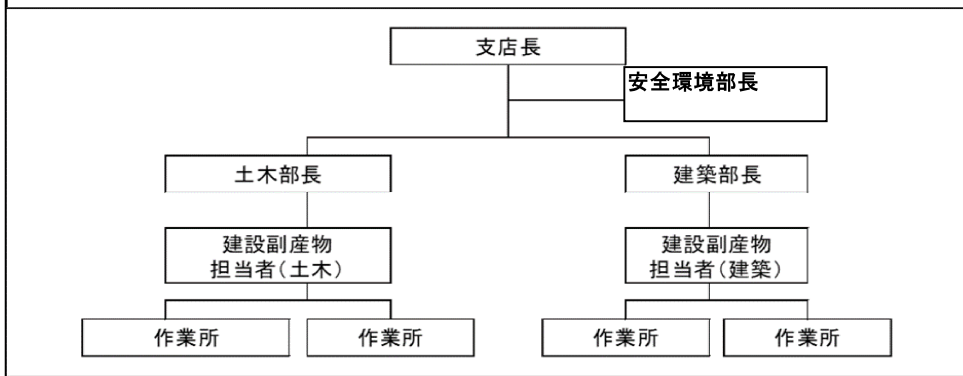 支店長
安全環境部長
土木部長
建築部長
建設副産物
担当者(土木)
建設副産物
担当者(建築)
作業所
作業所
作業所
作業所